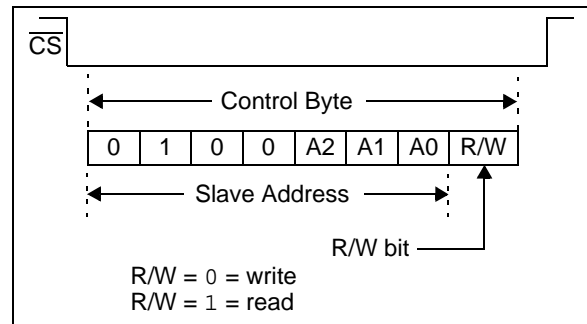 CS
Control Byte
0 1 0 0 A2 A1 A0 R/W
Slave Address
R/W bit
R/W = 0 = write
R/W = 1 = read